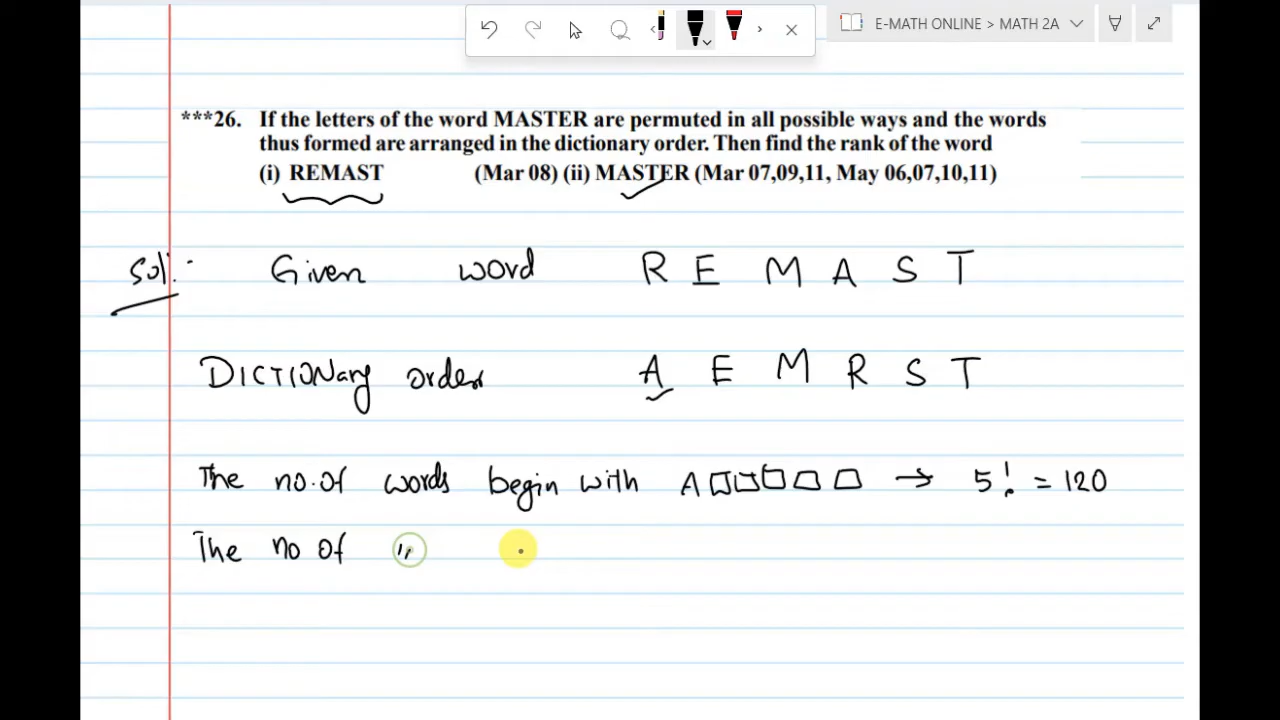 E-MATH ONLINE > MATH 2A
***26. If the letters of the word MASTER are permuted in all possible ways and the words
thus formed are arranged in the dictionary order. Then find the rank of the word
(i) REMAST (Mar 08) (ii) MASTER (Mar 07,09,11, May 06,07,10,11)
Sol: Given word R E M A S T
DICTIONary order A E M R S T
The no.of words begin with A □□□□□ → 5! = 120
The no of ,,